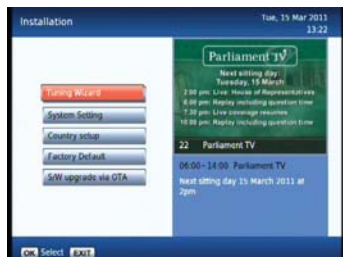 Installation
Tue, 15 Mar 2011
13:22
Tuning Wizard
System Setting
Country setup
Factory Default
S/W upgrade via OTA
Parliament TV
Next sitting day:
Tuesday, 15 March
2.00 pm: Live: House of Representatives
6.00 pm: Replay including question time
7.30 pm: Live coverage resumes
10.00 pm: Replay including question time
22 Parliament TV
06:00-14:00 Parliament TV
Next sitting day 15 March 2011 at
2pm
OK Select EXIT